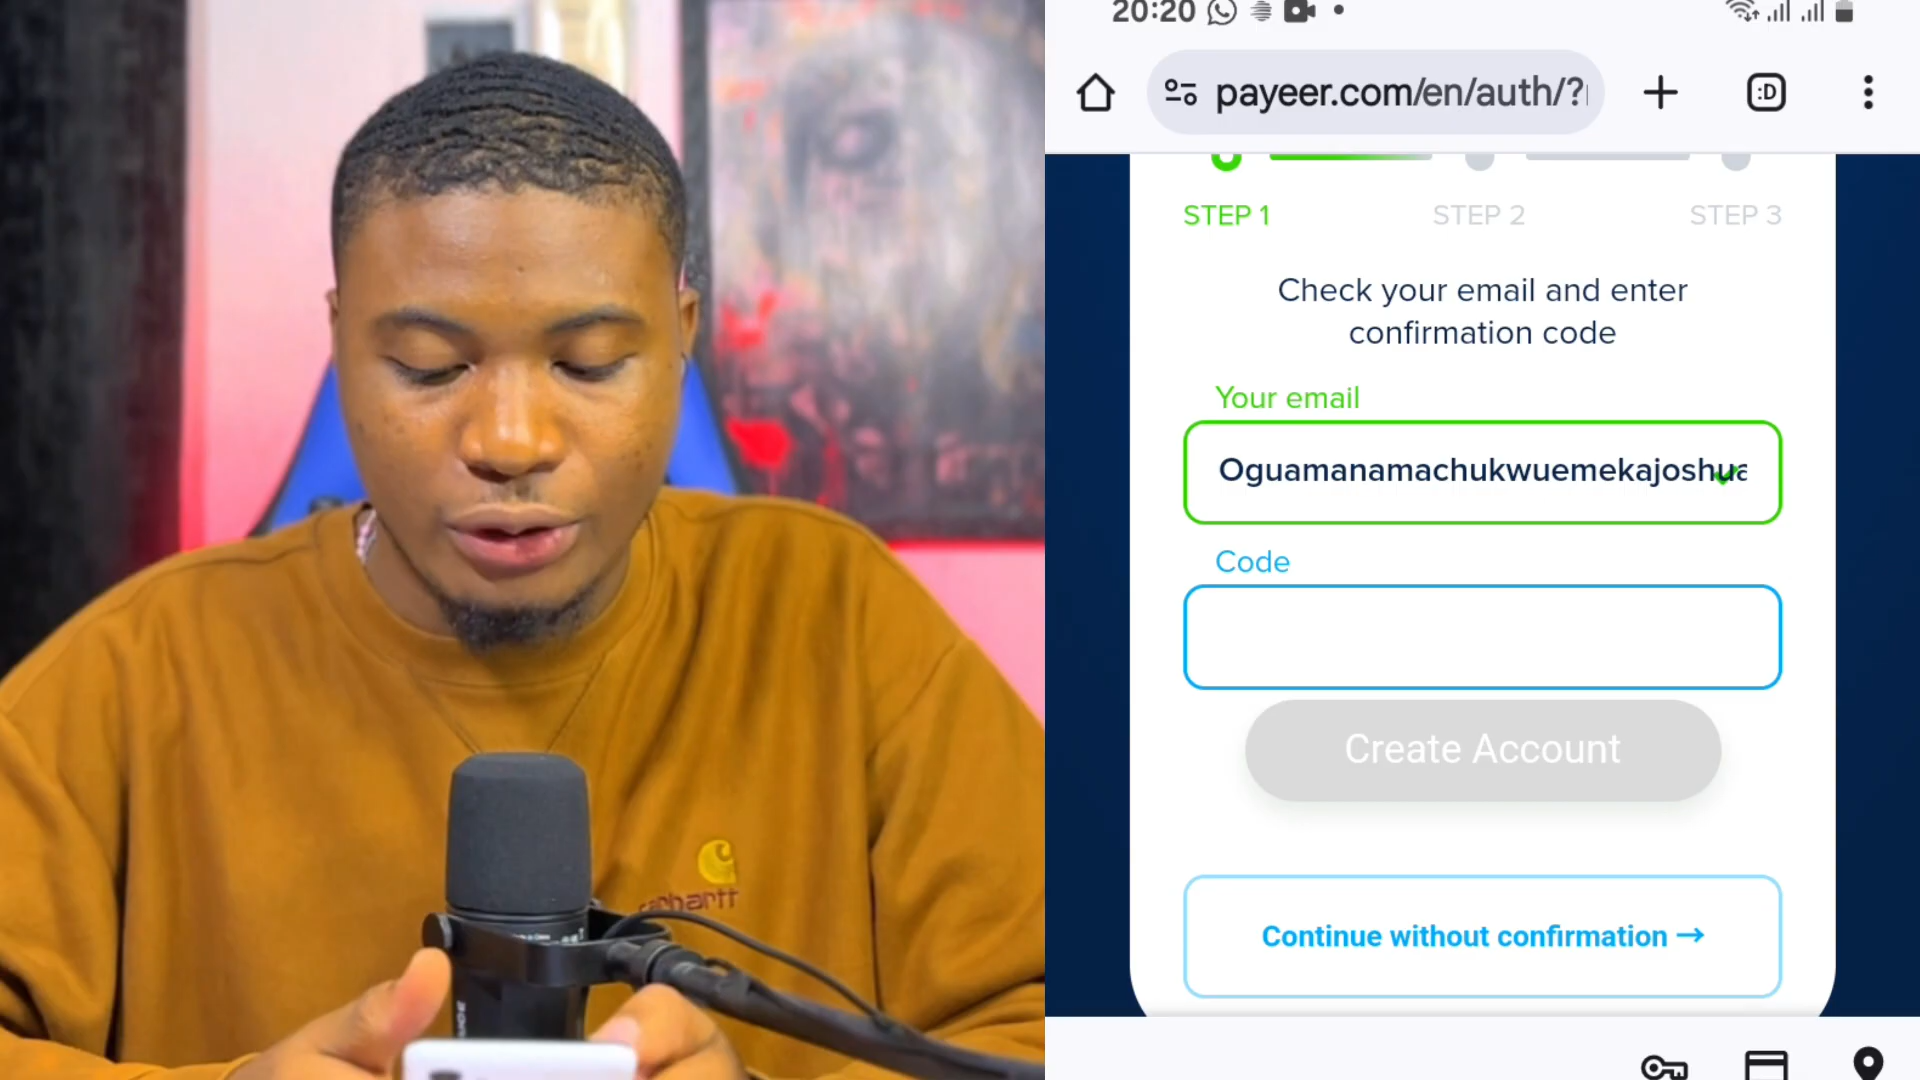 20:20
payeer.com/en/auth/?
:D
STEP 1 STEP 2 STEP 3
Check your email and enter
confirmation code
Your email
Oguamanamachukwuemekajoshua
Code
Create Account
Continue without confirmation →
carhartt